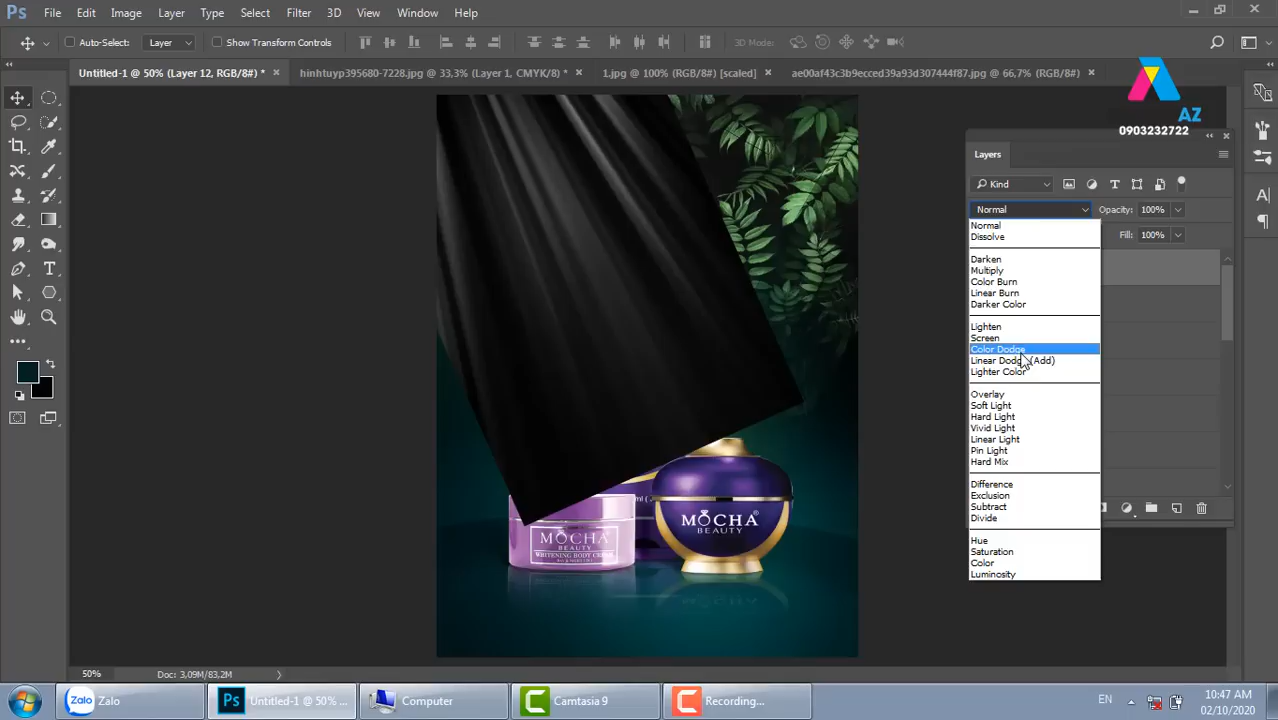 Ps File Edit Image Layer Type Select Filter 3D View Window Help
Auto-Select: Layer Show Transform Controls 3D Mode:
Untitled-1 @ 50% (Layer 12, RGB/8#) * × hinhtuyp395680-7228.jpg @ 33,3% (Layer 1, CMYK/8) * × 1.jpg @ 100% (RGB/8#) [scaled] × ae00af43c3b9ecced39a93d307444f87.jpg @ 66,7% (RGB/8#) ×
AZ
0903232722
Layers
Kind
Normal Opacity: 100%
Normal
Dissolve
Fill: 100%
Darken
Multiply
Color Burn
Linear Burn
Darker Color
Lighten
Screen
Color Dodge
Linear Dodge (Add)
Lighter Color
Overlay
Soft Light
Hard Light
Vivid Light
Linear Light
Pin Light
Hard Mix
Difference
Exclusion
Subtract
Divide
Hue
Saturation
Color
Luminosity
MOCHA
BEAUTY
MOCHA
BEAUTY
WHITENING BODY CREAM
50% Doc: 3,09M/83,2M
Zalo Zalo
Ps Untitled-1 @ 50% ...
Computer
Camtasia 9
Recording...
EN
10:47 AM
02/10/2020